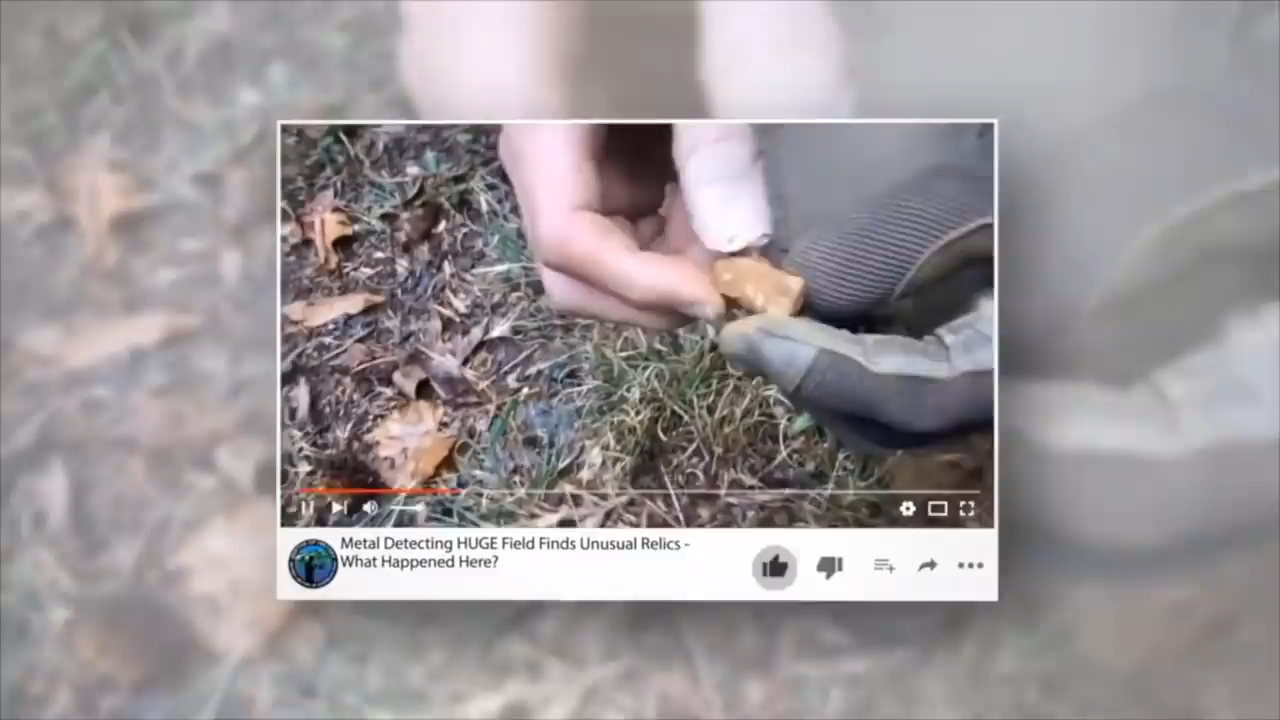 Metal Detecting HUGE Field Finds Unusual Relics -
What Happened Here?